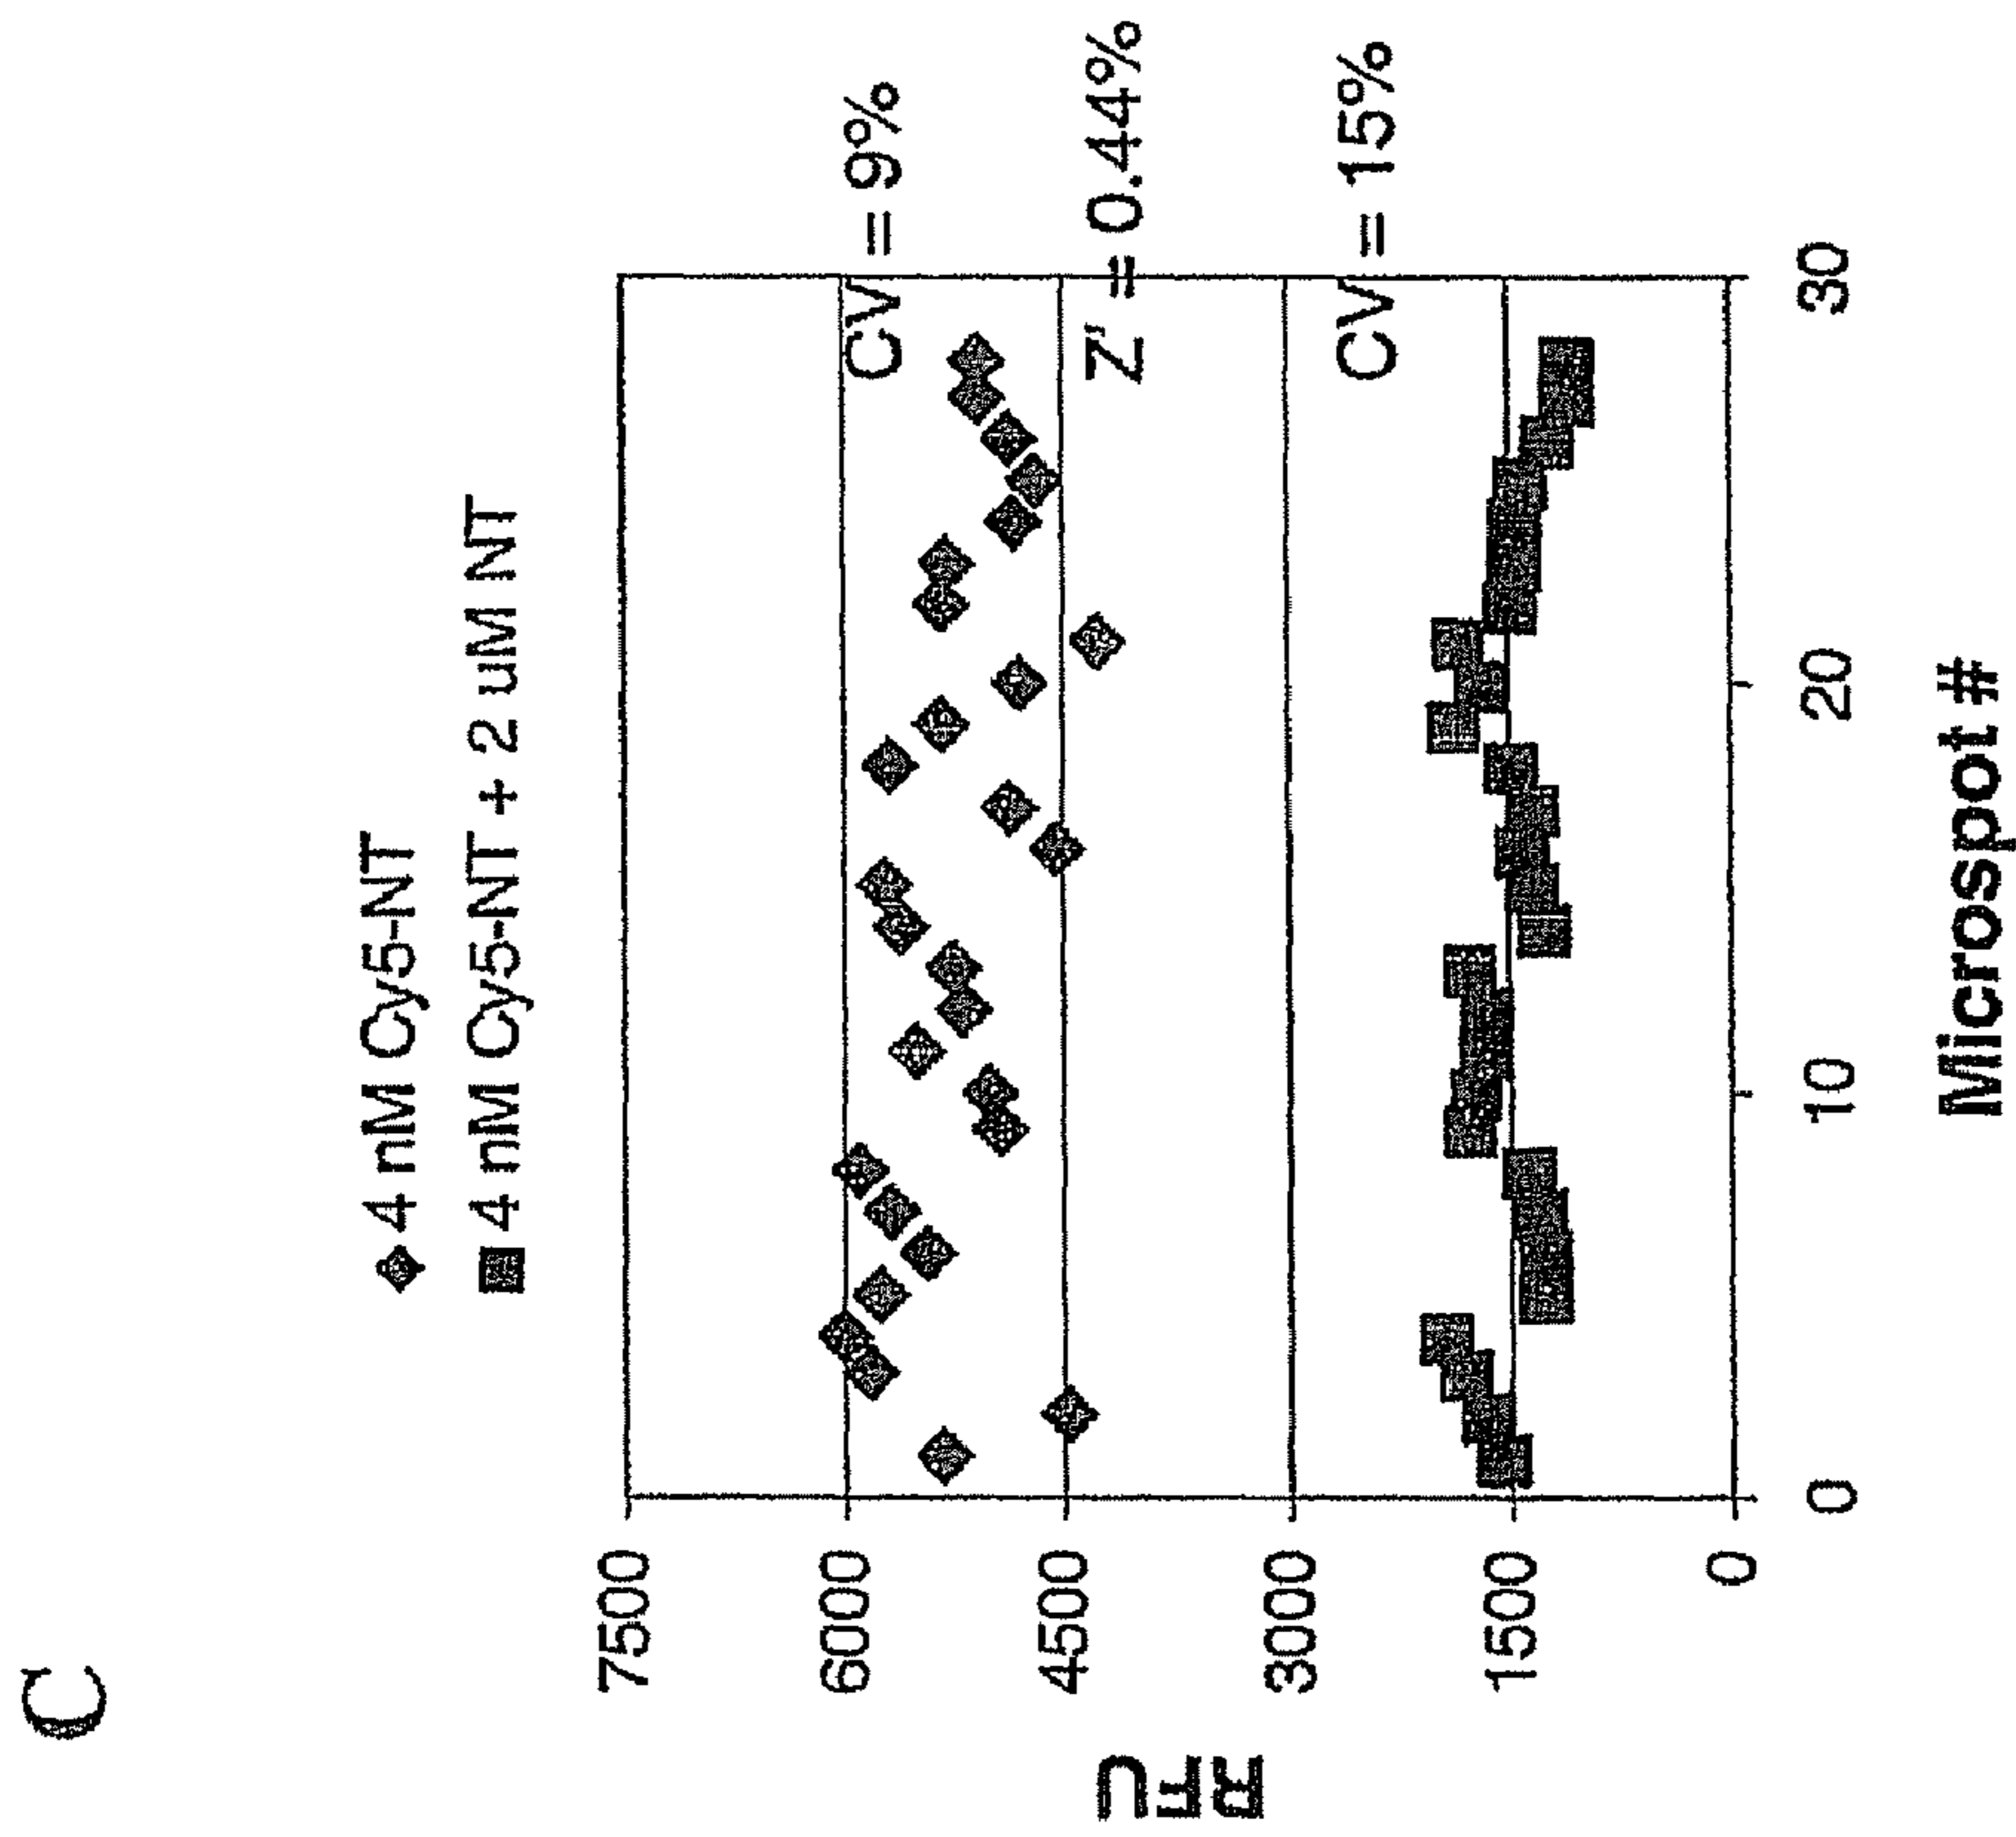 C
4 nM Cy5-NT
4 nM Cy5-NT + 2 uM NT
7500
6000
CV = 9%
4500
Z' = 0.44%
3000
CV = 15%
1500
0
RFU
0
10
20
30
Microspot #